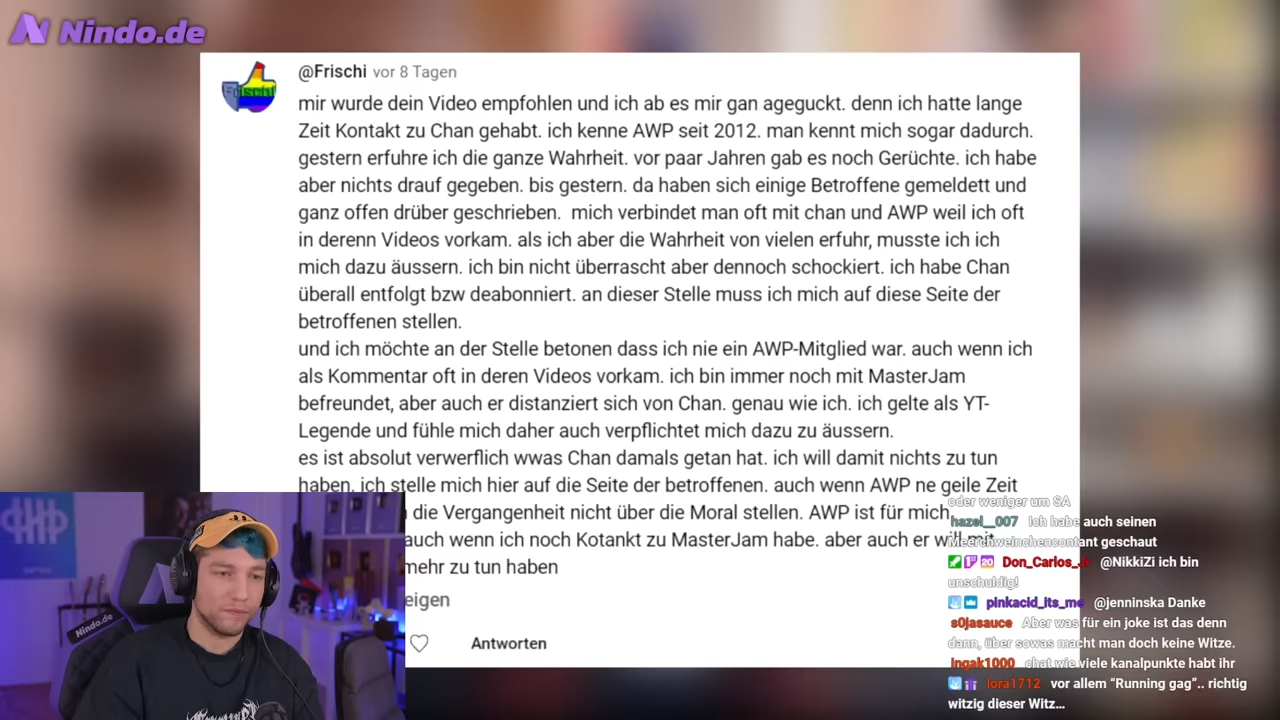 Nindo.de
@Frischi vor 8 Tagen
mir wurde dein Video empfohlen und ich ab es mir gan ageguckt. denn ich hatte lange
Zeit Kontakt zu Chan gehabt. ich kenne AWP seit 2012. man kennt mich sogar dadurch.
gestern erfuhre ich die ganze Wahrheit. vor paar Jahren gab es noch Gerüchte. ich habe
aber nichts drauf gegeben. bis gestern. da haben sich einige Betroffene gemeldett und
ganz offen drüber geschrieben.  mich verbindet man oft mit chan und AWP weil ich oft
in derenn Videos vorkam. als ich aber die Wahrheit von vielen erfuhr, musste ich ich
mich dazu äussern. ich bin nicht überrascht aber dennoch schockiert. ich habe Chan
überall entfolgt bzw deabonniert. an dieser Stelle muss ich mich auf diese Seite der
betroffenen stellen.
und ich möchte an der Stelle betonen dass ich nie ein AWP-Mitglied war. auch wenn ich
als Kommentar oft in deren Videos vorkam. ich bin immer noch mit MasterJam
befreundet, aber auch er distanziert sich von Chan. genau wie ich. ich gelte als YT-
Legende und fühle mich daher auch verpflichtet mich dazu zu äussern.
es ist absolut verwerflich wwas Chan damals getan hat. ich will damit nichts zu tun
haben. ich stelle mich hier auf die Seite der betroffenen. auch wenn AWP ne geile Zeit
die Vergangenheit nicht über die Moral stellen. AWP ist für mich
auch wenn ich noch Kotankt zu MasterJam habe. aber auch er will mit
mehr zu tun haben
eigen
Antworten
oder weniger um SA
hazel__007 Ich habe auch seinen
Meerchweinchencontant geschaut
Don_Carlos_Jr @NikkiZi ich bin
unschuldig!
pinkacid_its_me @jenninska Danke
s0jasauce Aber was für ein joke ist das denn
dann, über sowas macht man doch keine Witze.
Ingak1000 chat wie viele kanalpunkte habt ihr
lora1712 vor allem “Running gag”.. richtig
witzig dieser Witz…
Nindo.de